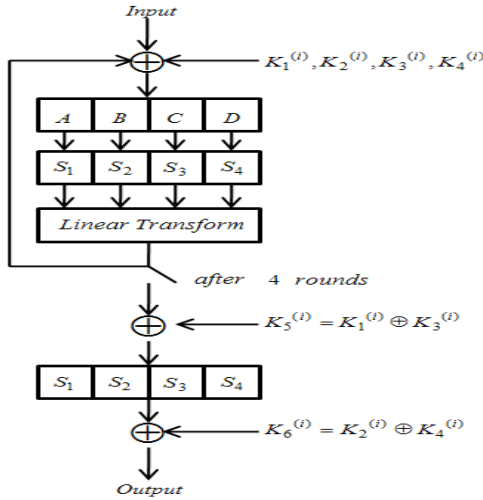 Input
K₁⁽ⁱ⁾, K₂⁽ⁱ⁾, K₃⁽ⁱ⁾, K₄⁽ⁱ⁾
A B C D
S₁ S₂ S₃ S₄
Linear Transform
after 4 rounds
K₅⁽ⁱ⁾ = K₁⁽ⁱ⁾ ⊕ K₃⁽ⁱ⁾
S₁ S₂ S₃ S₄
K₆⁽ⁱ⁾ = K₂⁽ⁱ⁾ ⊕ K₄⁽ⁱ⁾
Output